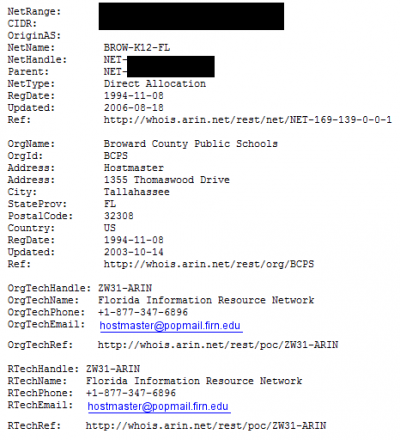 NetRange:
CIDR:
OriginAS:
NetName: BROW-K12-FL
NetHandle: NET-
Parent: NET-
NetType: Direct Allocation
RegDate: 1994-11-08
Updated: 2006-08-18
Ref: http://whois.arin.net/rest/net/NET-169-139-0-0-1
OrgName: Broward County Public Schools
OrgId: BCPS
Address: Hostmaster
Address: 1355 Thomaswood Drive
City: Tallahassee
StateProv: FL
PostalCode: 32308
Country: US
RegDate: 1994-11-08
Updated: 2003-10-14
Ref: http://whois.arin.net/rest/org/BCPS
OrgTechHandle: ZW31-ARIN
OrgTechName: Florida Information Resource Network
OrgTechPhone: +1-877-347-6896
OrgTechEmail: hostmaster@popmail.firn.edu
OrgTechRef: http://whois.arin.net/rest/poc/ZW31-ARIN
RTechHandle: ZW31-ARIN
RTechName: Florida Information Resource Network
RTechPhone: +1-877-347-6896
RTechEmail: hostmaster@popmail.firn.edu
RTechRef: http://whois.arin.net/rest/poc/ZW31-ARIN